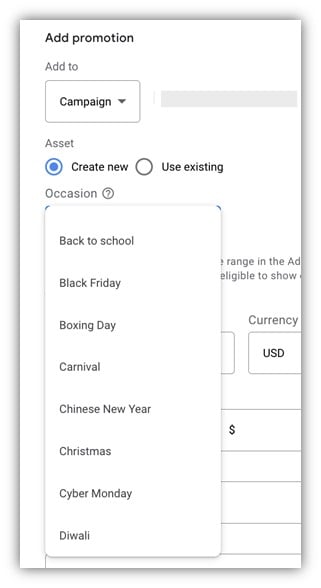 Add promotion
Add to
Campaign
Asset
Create new
Use existing
Occasion
Back to school
e range in the Ad
eligible to show
Black Friday
Boxing Day
Currency
USD
Carnival
Chinese New Year
$
Christmas
Cyber Monday
Diwali